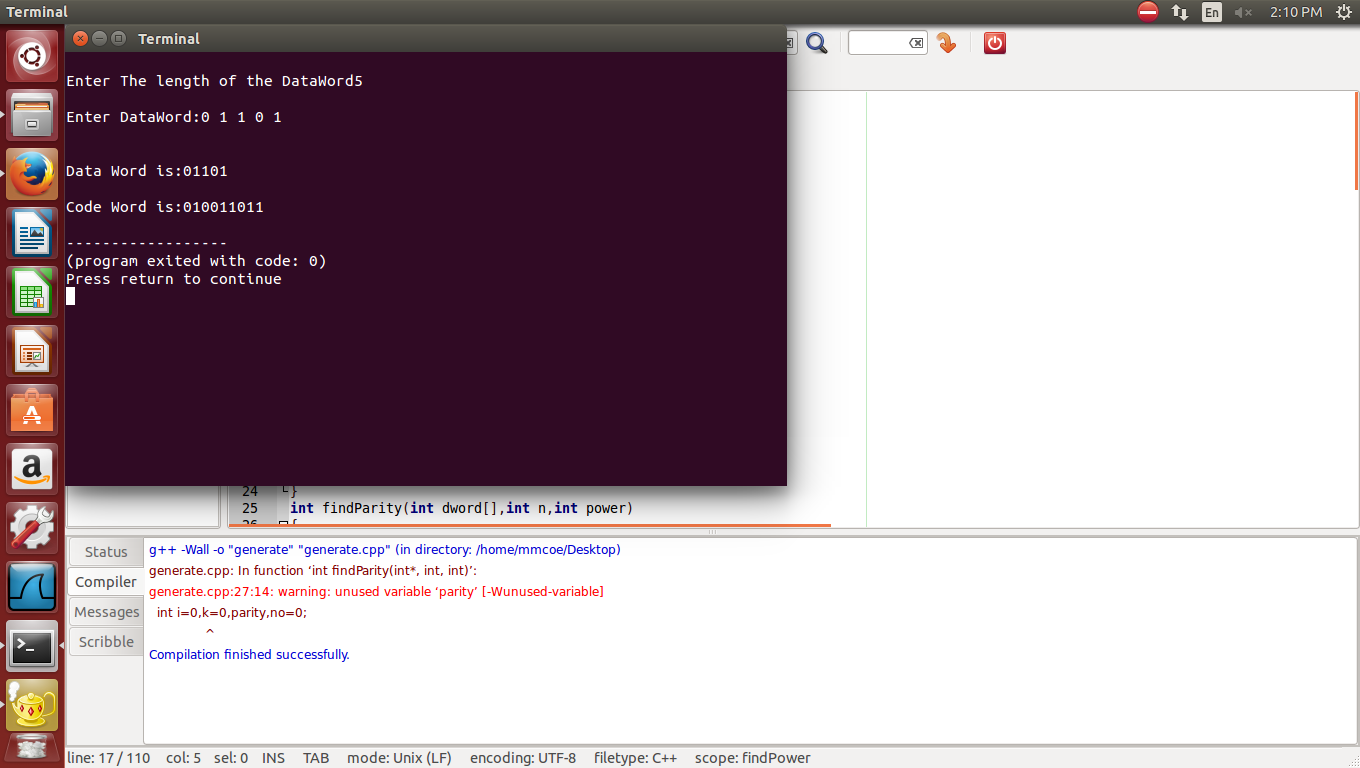 Terminal
En
2:10 PM
Terminal
Enter The length of the DataWord5
Enter DataWord:0 1 1 0 1
Data Word is:01101
Code Word is:010011011
------------------
(program exited with code: 0)
Press return to continue
24 }
25 int findParity(int dword[],int n,int power)
26 {
Status
Compiler
Messages
Scribble
g++ -Wall -o "generate" "generate.cpp" (in directory: /home/mmcoe/Desktop)
generate.cpp: In function ‘int findParity(int*, int, int)’:
generate.cpp:27:14: warning: unused variable ‘parity’ [-Wunused-variable]
int i=0,k=0,parity,no=0;
^
Compilation finished successfully.
line: 17 / 110 col: 5 sel: 0 INS TAB mode: Unix (LF) encoding: UTF-8 filetype: C++ scope: findPower